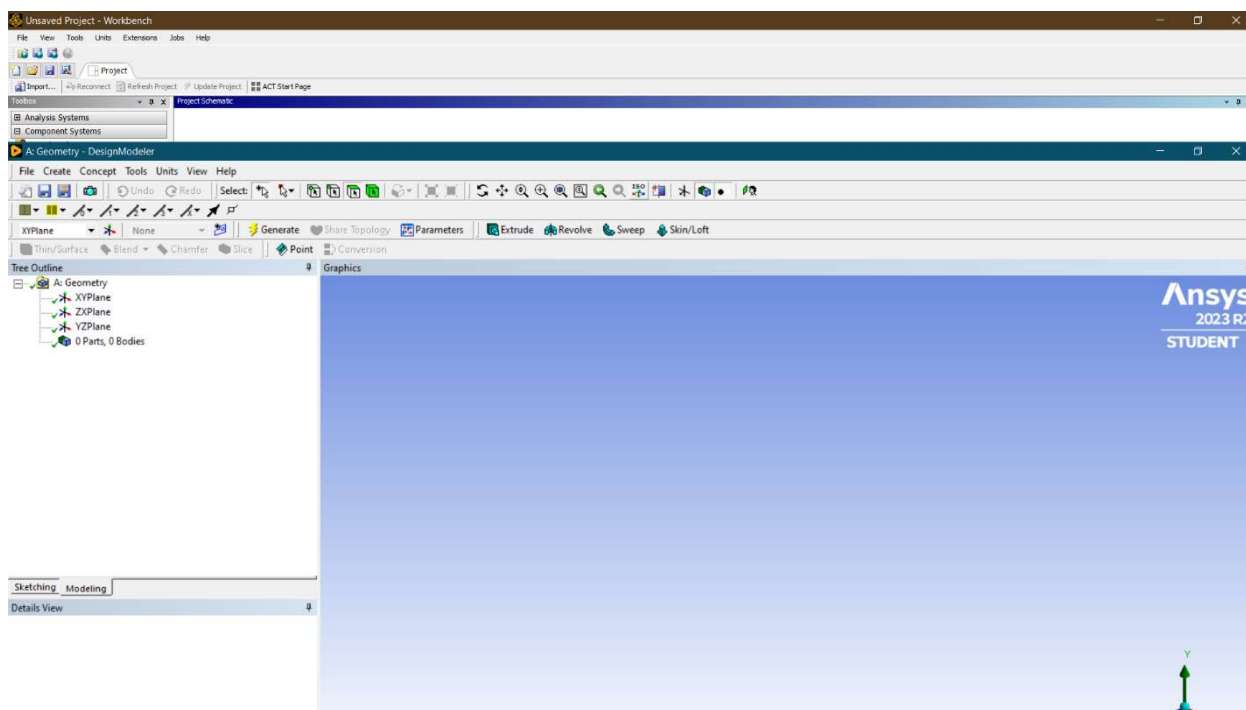 Unsaved Project - Workbench
File View Tools Units Extensions Jobs Help
Project
Import... Reconnect Refresh Project Update Project ACT Start Page
Toolbox Project Schematic
Analysis Systems
Component Systems
A: Geometry - DesignModeler
File Create Concept Tools Units View Help
Undo Redo Select: ISO
XYPlane None Generate Share Topology Parameters Extrude Revolve Sweep Skin/Loft
Thin/Surface Blend Chamfer Slice Point Conversion
Tree Outline Graphics
A: Geometry
XYPlane
ZXPlane
YZPlane
0 Parts, 0 Bodies
Ansys
2023 R2
STUDENT
Sketching Modeling
Details View
Y